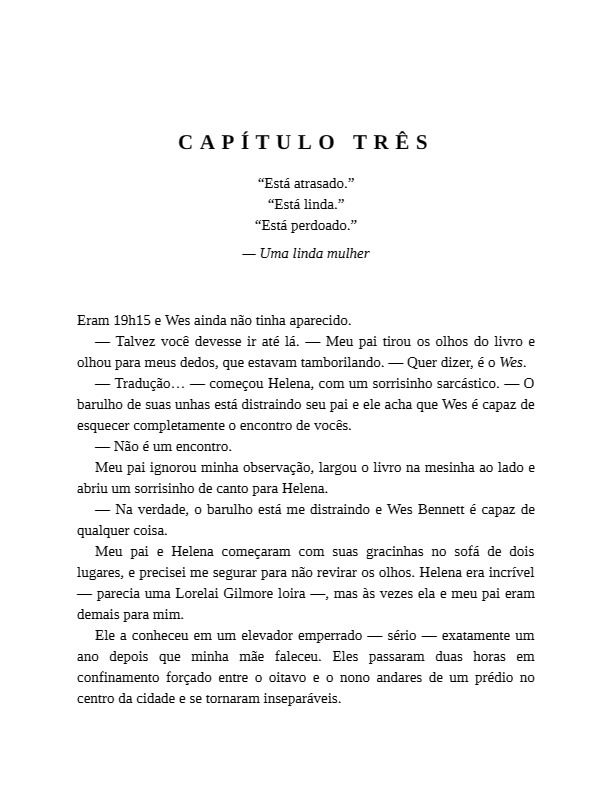 CAPÍTULO TRÊS
“Está atrasado.”
“Está linda.”
“Está perdoado.”
— Uma linda mulher
Eram 19h15 e Wes ainda não tinha aparecido.
— Talvez você devesse ir até lá. — Meu pai tirou os olhos do livro e
olhou para meus dedos, que estavam tamborilando. — Quer dizer, é o Wes.
— Tradução… — começou Helena, com um sorrisinho sarcástico. — O
barulho de suas unhas está distraindo seu pai e ele acha que Wes é capaz de
esquecer completamente o encontro de vocês.
— Não é um encontro.
Meu pai ignorou minha observação, largou o livro na mesinha ao lado e
abriu um sorrisinho de canto para Helena.
— Na verdade, o barulho está me distraindo e Wes Bennett é capaz de
qualquer coisa.
Meu pai e Helena começaram com suas gracinhas no sofá de dois
lugares, e precisei me segurar para não revirar os olhos. Helena era incrível
— parecia uma Lorelai Gilmore loira —, mas às vezes ela e meu pai eram
demais para mim.
Ele a conheceu em um elevador emperrado — sério — exatamente um
ano depois que minha mãe faleceu. Eles passaram duas horas em
confinamento forçado entre o oitavo e o nono andares de um prédio no
centro da cidade e se tornaram inseparáveis.